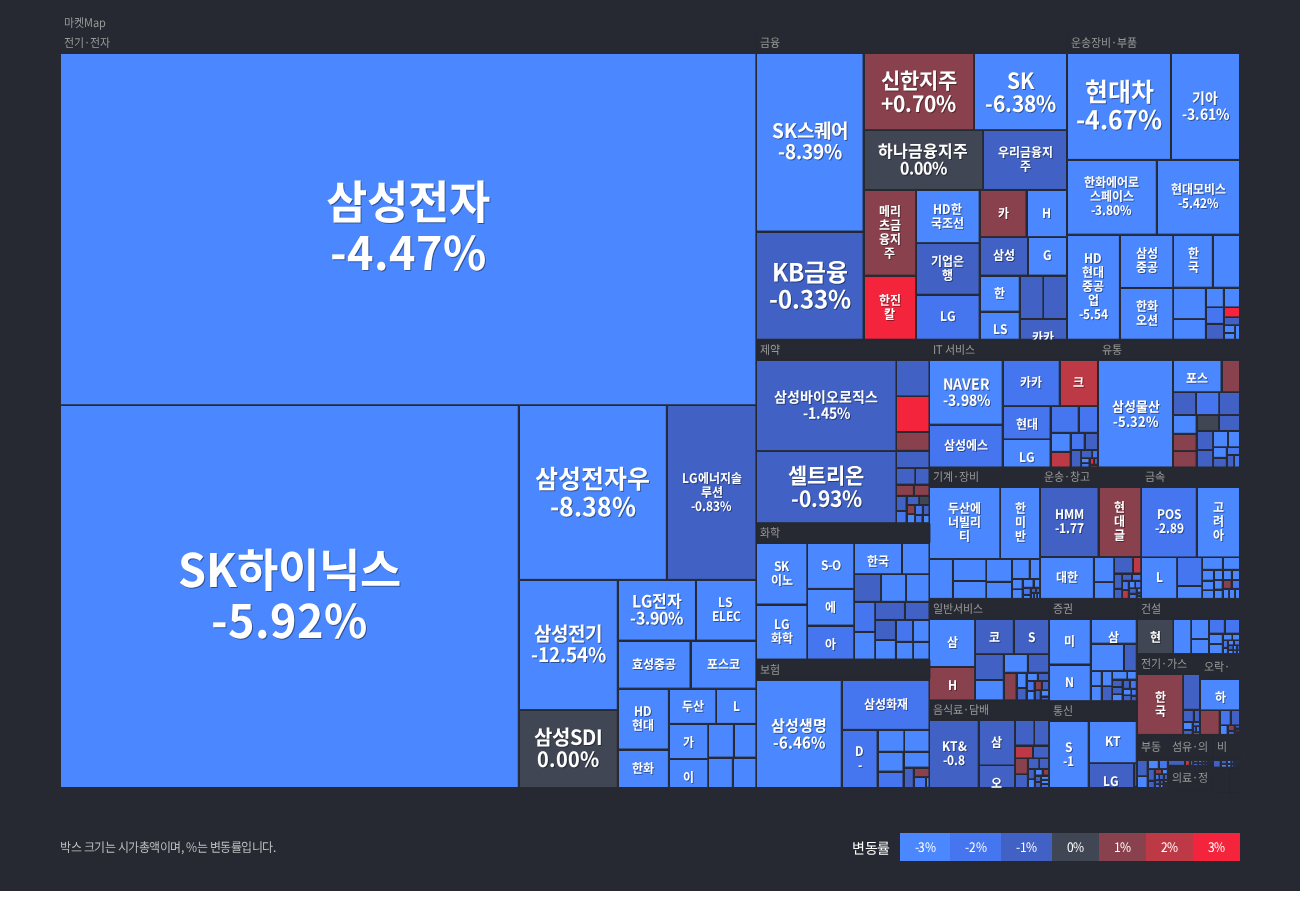 마켓Map
전기·전자
금융
운송장비·부품
삼성전자
-4.47%
SK하이닉스
-5.92%
삼성전자우
-8.38%
LG에너지솔
루션
-0.83%
삼성전기
-12.54%
삼성SDI
0.00%
LG전자
-3.90%
LS
ELEC
효성중공
포스코
HD
현대
두산
L
가
한화
이
SK스퀘어
-8.39%
KB금융
-0.33%
신한지주
+0.70%
SK
-6.38%
하나금융지주
0.00%
우리금융지
주
메리
츠금
융지
주
HD한
국조선
카
H
기업은
행
삼성
G
한진
칼
LG
한
LS
카카
현대차
-4.67%
기아
-3.61%
한화에어로
스페이스
-3.80%
현대모비스
-5.42%
HD
현대
중공
업
-5.54
삼성
중공
한
국
한화
오션
제약
삼성바이오로직스
-1.45%
셀트리온
-0.93%
IT 서비스
NAVER
-3.98%
카카
크
삼성에스
현대
LG
유통
삼성물산
-5.32%
포스
화학
SK
이노
S-O
한국
에
LG
화학
아
기계·장비
두산에
너빌리
티
한
미
반
운송·창고
HMM
-1.77
현
대
글
대한
금속
POS
-2.89
고
려
아
L
보험
삼성생명
-6.46%
삼성화재
D
-
일반서비스
삼
코
S
H
증권
미
삼
N
건설
현
전기·가스
한
국
오락·
하
음식료·담배
KT&
-0.8
삼
오
통신
S
-1
KT
LG
부동
섬유·의
비
의료·정
박스 크기는 시가총액이며, %는 변동률입니다.
변동률
-3%
-2%
-1%
0%
1%
2%
3%